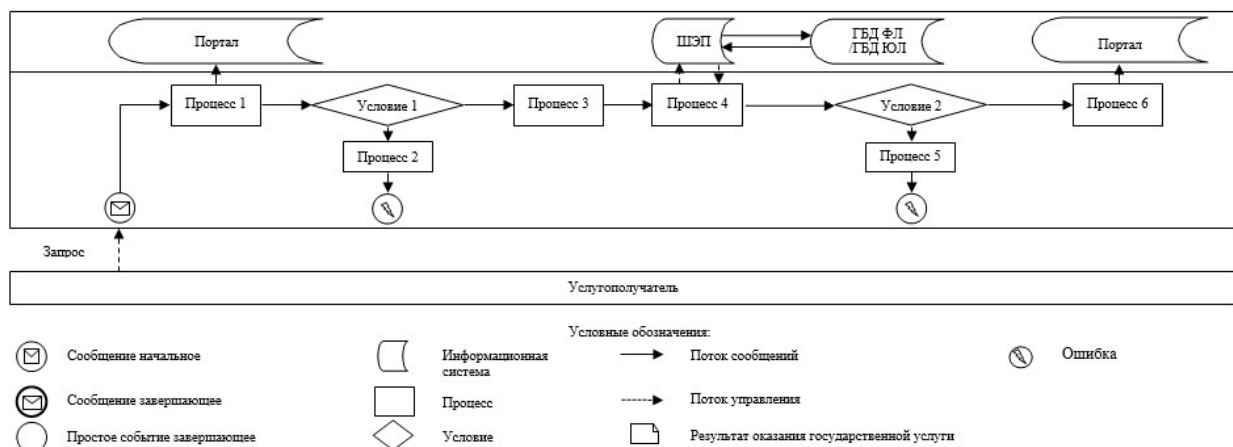 Портал
ШЭП
ГБД ФЛ
/ГБД ЮЛ
Портал
Процесс 1
Условие 1
Процесс 3
Процесс 4
Условие 2
Процесс 6
Процесс 2
Процесс 5
Запрос
Услугополучатель
Условные обозначения:
Сообщение начальное
Информационная
система
Поток сообщений
Ошибка
Сообщение завершающее
Процесс
Поток управления
Простое событие завершающее
Условие
Результат оказания государственной услуги